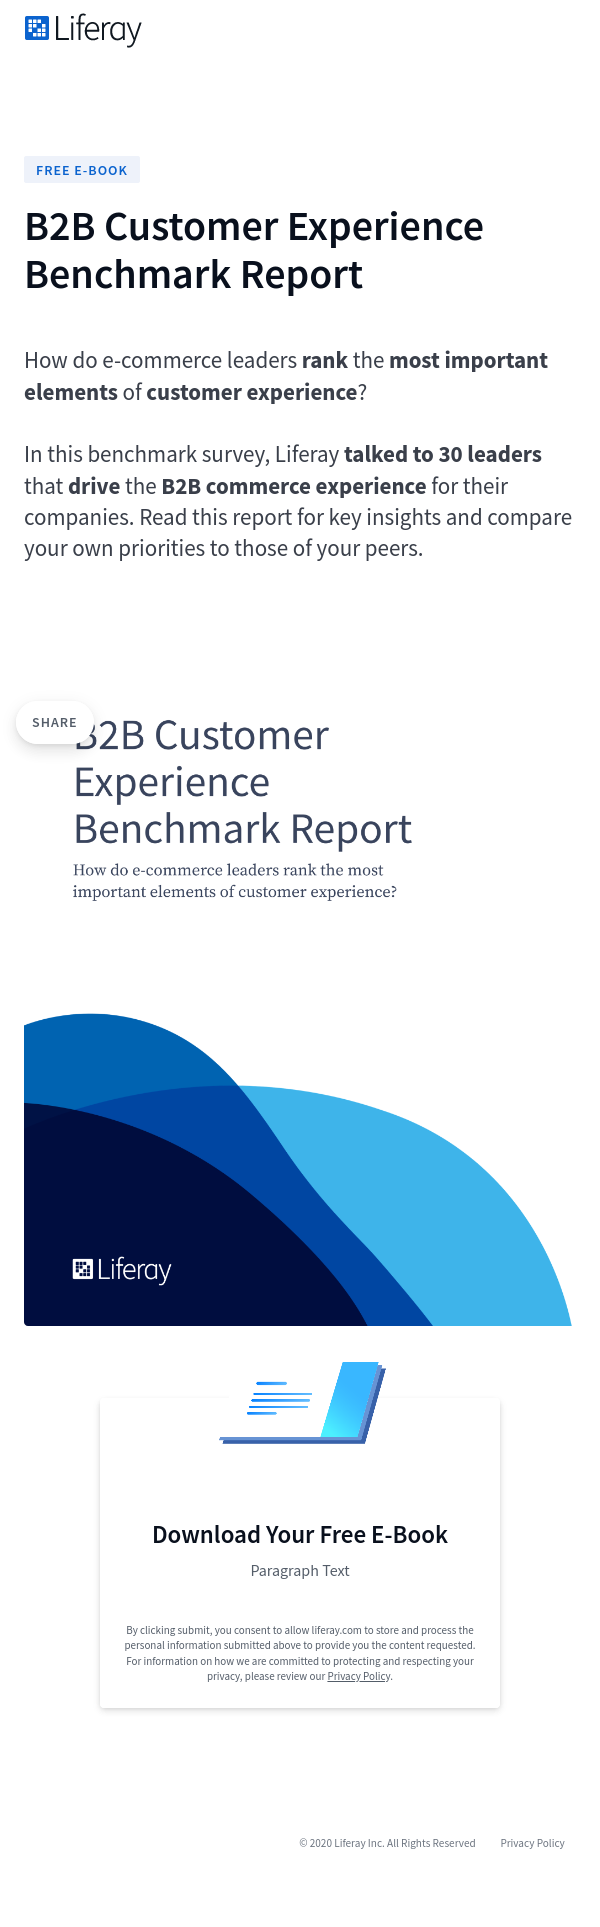 Liferay
FREE E-BOOK
B2B Customer Experience
Benchmark Report
How do e-commerce leaders rank the most important
elements of customer experience?
In this benchmark survey, Liferay talked to 30 leaders
that drive the B2B commerce experience for their
companies. Read this report for key insights and compare
your own priorities to those of your peers.
SHARE
B2B Customer
Experience
Benchmark Report
How do e-commerce leaders rank the most
important elements of customer experience?
Liferay
Download Your Free E-Book
Paragraph Text
By clicking submit, you consent to allow liferay.com to store and process the
personal information submitted above to provide you the content requested.
For information on how we are committed to protecting and respecting your
privacy, please review our Privacy Policy.
© 2020 Liferay Inc. All Rights Reserved Privacy Policy